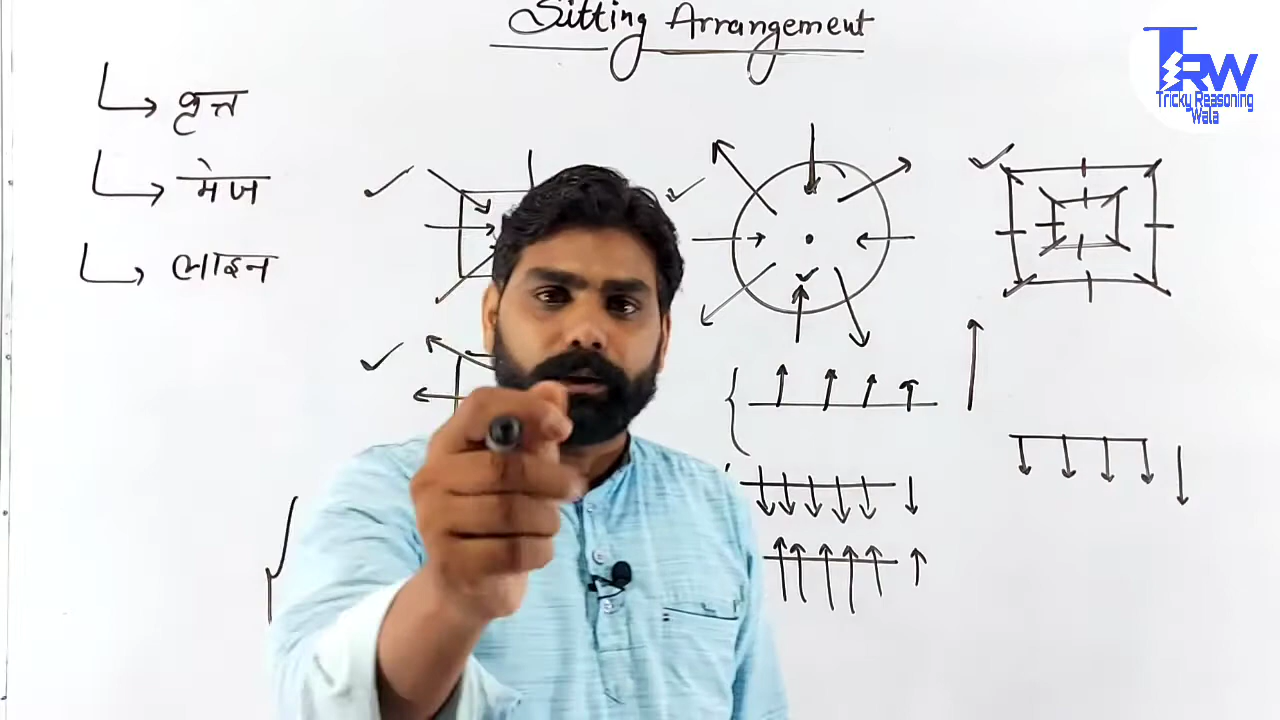 Sitting Arrangement
वृत्त
मेज
लाइन
TRW
Tricky Reasoning
Wala